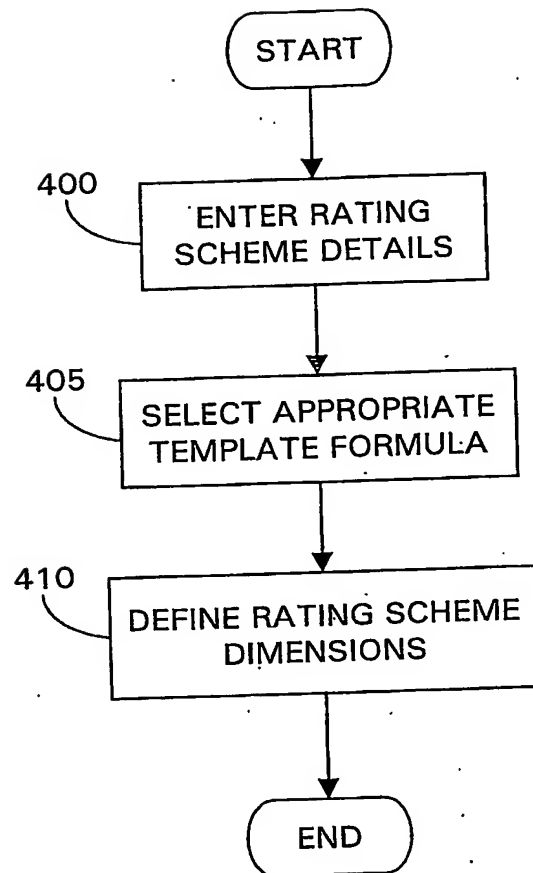 START
400
ENTER RATING
SCHEME DETAILS
405
SELECT APPROPRIATE
TEMPLATE FORMULA
410
DEFINE RATING SCHEME
DIMENSIONS
END